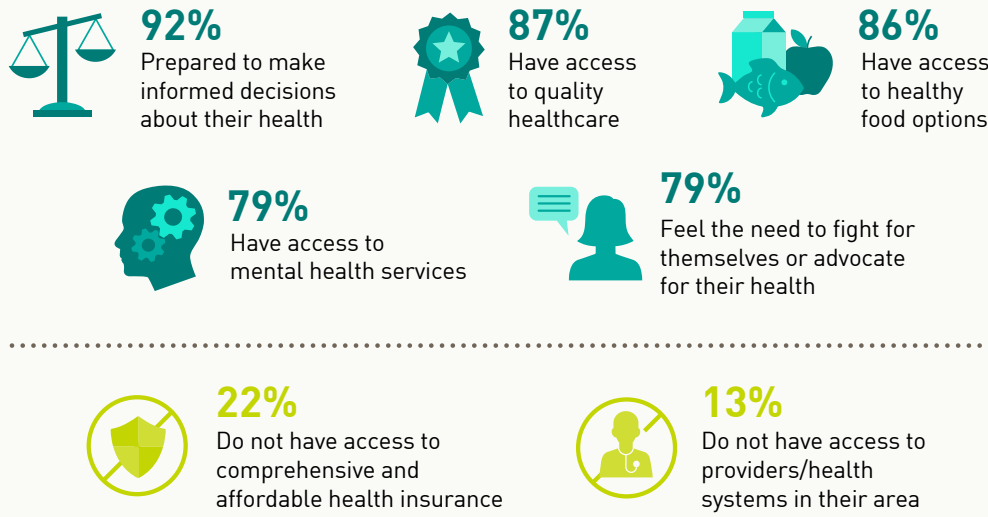 92%
Prepared to make
informed decisions
about their health
87%
Have access
to quality
healthcare
86%
Have access
to healthy
food options
79%
Have access to
mental health services
79%
Feel the need to fight for
themselves or advocate
for their health
22%
Do not have access to
comprehensive and
affordable health insurance
13%
Do not have access to
providers/health
systems in their area